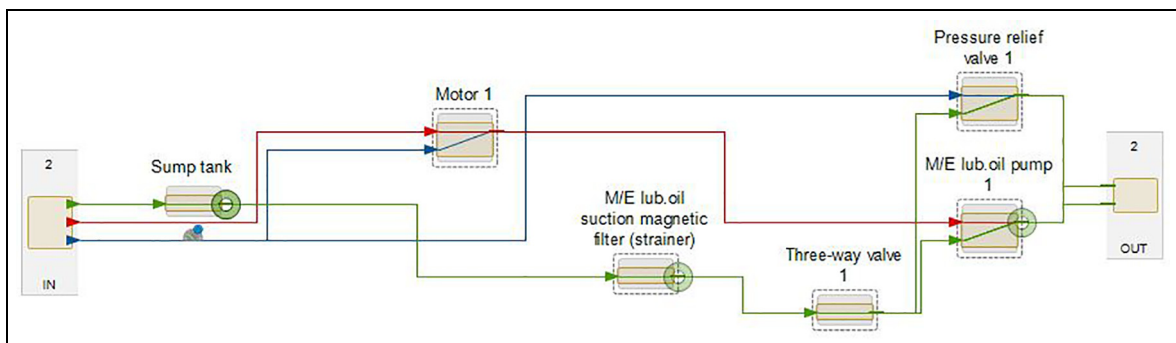 Pressure relief
valve 1
Motor 1
2
Sump tank
M/E lub.oil
suction magnetic
filter (strainer)
M/E lub.oil pump
1
2
Three-way valve
1
IN
OUT